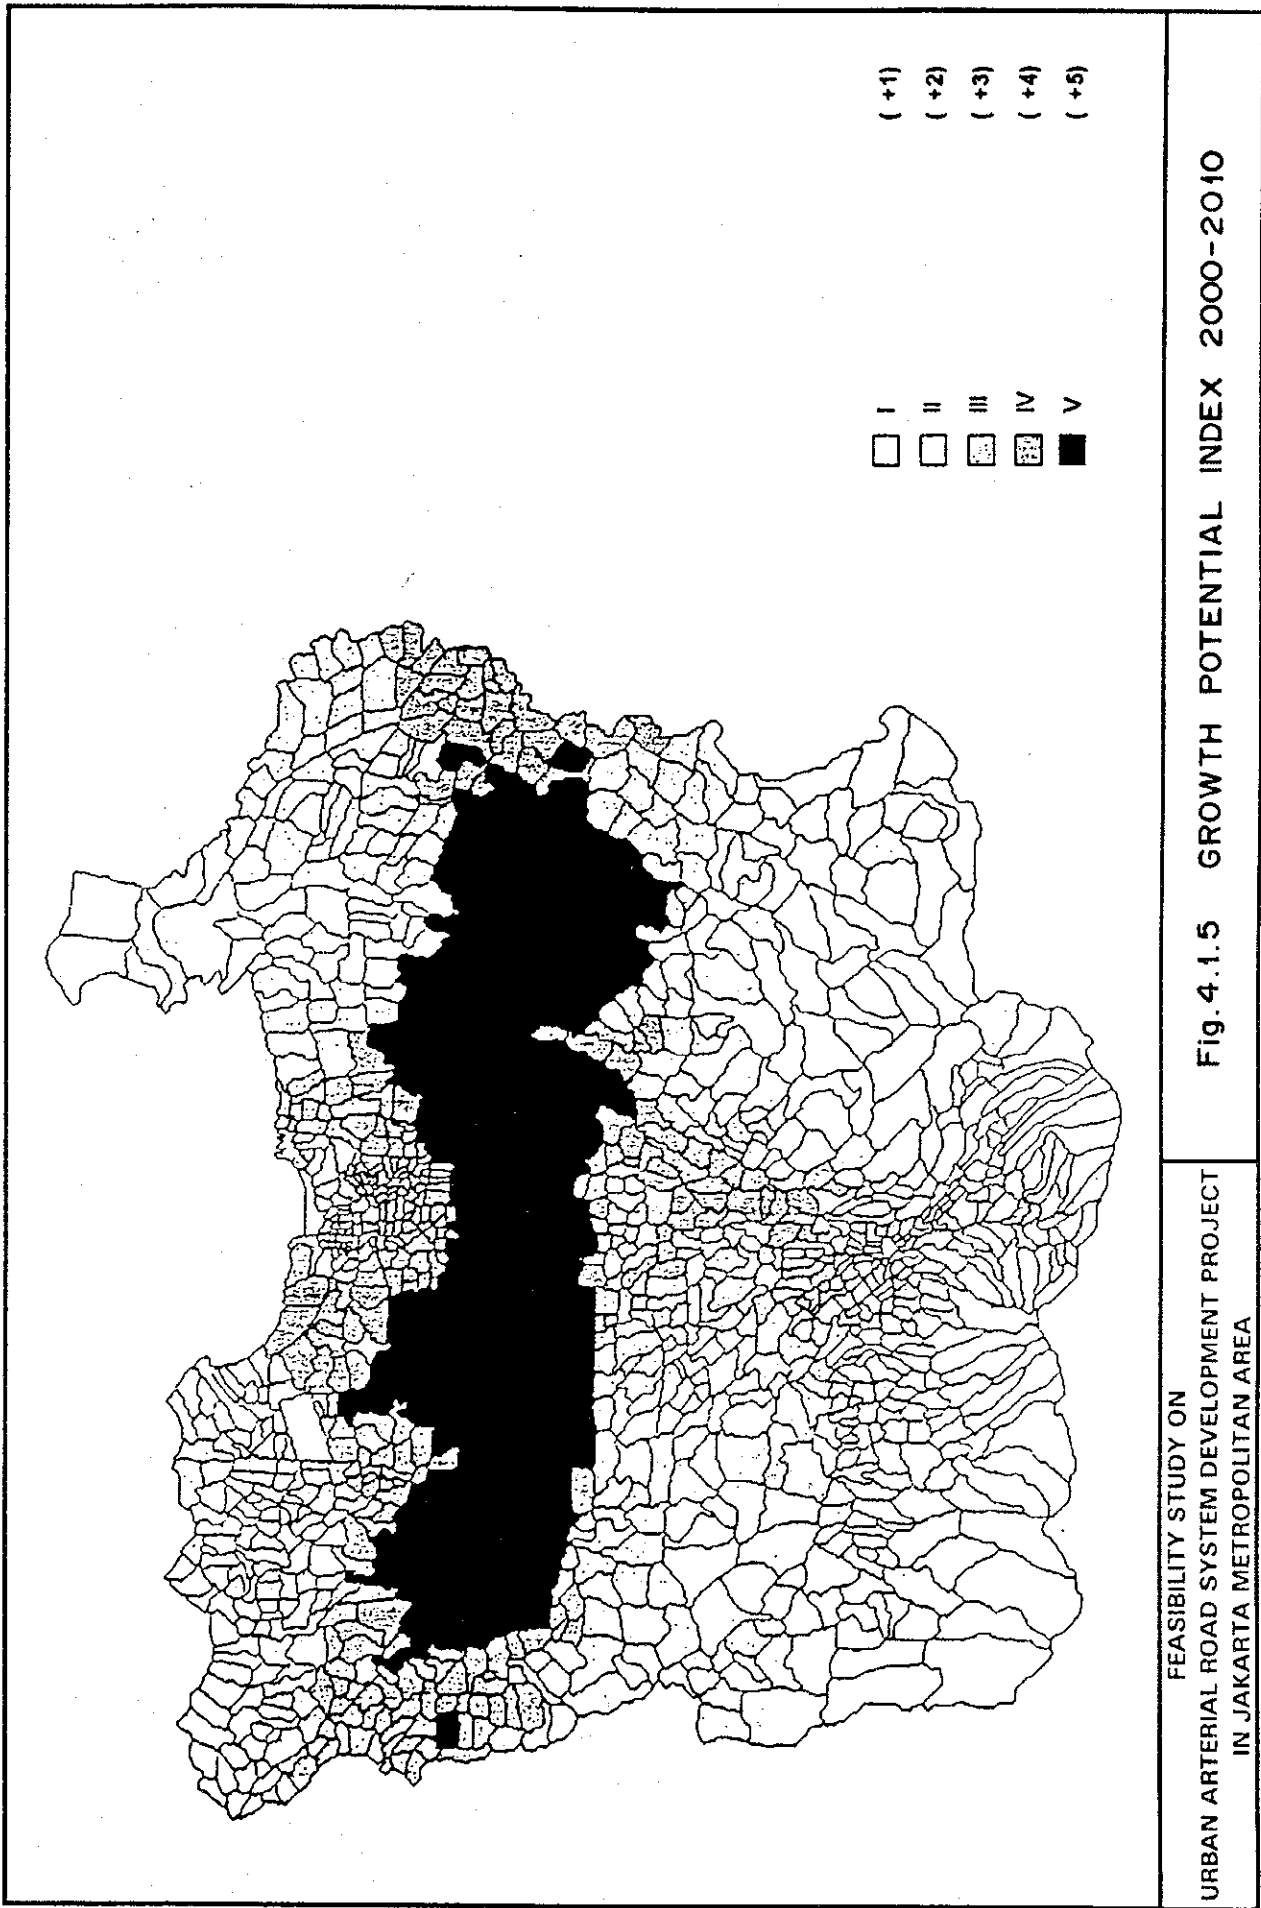 I ( +1)
II ( +2)
III ( +3)
IV ( +4)
V ( +5)
FEASIBILITY STUDY ON
URBAN ARTERIAL ROAD SYSTEM DEVELOPMENT PROJECT
IN JAKARTA METROPOLITAN AREA
Fig. 4.1.5 GROWTH POTENTIAL INDEX 2000-2010